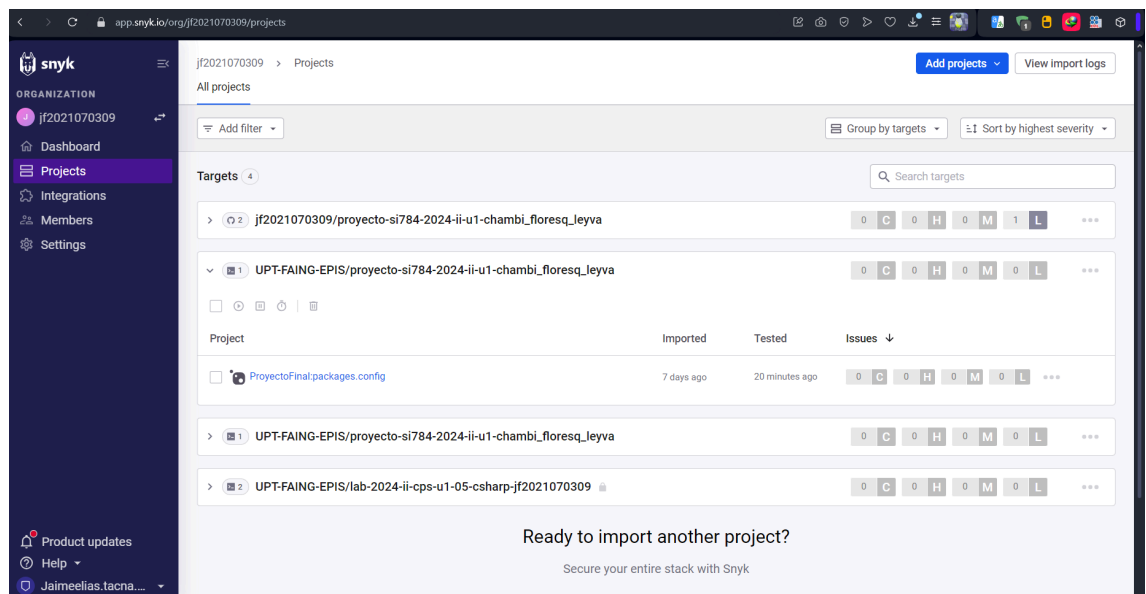 app.snyk.io/org/jf2021070309/projects
1
snyk
ORGANIZATION
J jf2021070309
Dashboard
Projects
Integrations
Members
Settings
Product updates
Help
Jaimeelias.tacna....
jf2021070309 > Projects
Add projects
View import logs
All projects
Add filter
Group by targets
Sort by highest severity
Targets 4
Search targets
2 jf2021070309/proyecto-si784-2024-ii-u1-chambi_floresq_leyva 0 C 0 H 0 M 1 L
1 UPT-FAING-EPIS/proyecto-si784-2024-ii-u1-chambi_floresq_leyva 0 C 0 H 0 M 0 L
Project Imported Tested Issues
ProyectoFinal:packages.config 7 days ago 20 minutes ago 0 C 0 H 0 M 0 L
1 UPT-FAING-EPIS/proyecto-si784-2024-ii-u1-chambi_floresq_leyva 0 C 0 H 0 M 0 L
2 UPT-FAING-EPIS/lab-2024-ii-cps-u1-05-csharp-jf2021070309 0 C 0 H 0 M 0 L
Ready to import another project?
Secure your entire stack with Snyk